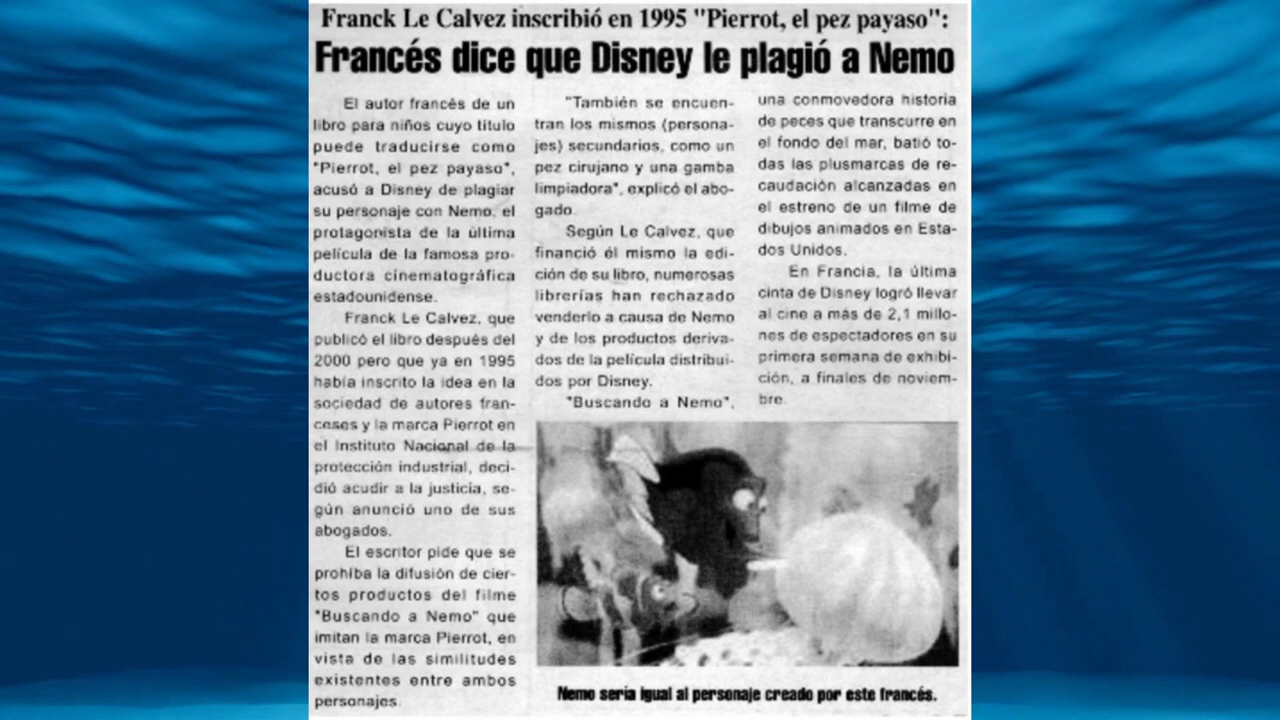 Franck Le Calvez inscribió en 1995 "Pierrot, el pez payaso":
Francés dice que Disney le plagió a Nemo
El autor francés de un
libro para niños cuyo título
puede traducirse como
"Pierrot, el pez payaso",
acusó a Disney de plagiar
su personaje con Nemo, el
protagonista de la última
película de la famosa pro-
ductora cinematográfica
estadounidense.
Franck Le Calvez, que
publicó el libro después del
2000 pero que ya en 1995
había inscrito la idea en la
sociedad de autores fran-
ceses y la marca Pierrot en
el Instituto Nacional de la
protección industrial, deci-
dió acudir a la justicia, se-
gún anunció uno de sus
abogados.
El escritor pide que se
prohíba la difusión de cier-
tos productos del filme
"Buscando a Nemo" que
imitan la marca Pierrot, en
vista de las similitudes
existentes entre ambos
personajes.
"También se encuen-
tran los mismos (persona-
jes) secundarios, como un
pez cirujano y una gamba
limpiadora", explicó el abo-
gado.
Según Le Calvez, que
financió él mismo la edi-
ción de su libro, numerosas
librerías han rechazado
venderlo a causa de Nemo
y de los productos deriva-
dos de la película distribui-
dos por Disney.
"Buscando a Nemo",
una conmovedora historia
de peces que transcurre en
el fondo del mar, batió to-
das las plusmarcas de re-
caudación alcanzadas en
el estreno de un filme de
dibujos animados en Esta-
dos Unidos.
En Francia, la última
cinta de Disney logró llevar
al cine a más de 2,1 millo-
nes de espectadores en su
primera semana de exhibi-
ción, a finales de noviem-
bre.
Nemo sería igual al personaje creado por este francés.